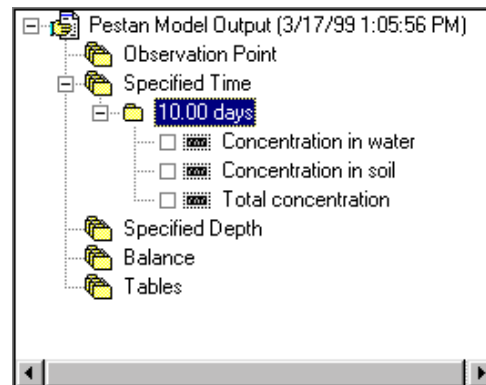 Pestan Model Output (3/17/99 1:05:56 PM)
Observation Point
Specified Time
10.00 days
Concentration in water
Concentration in soil
Total concentration
Specified Depth
Balance
Tables